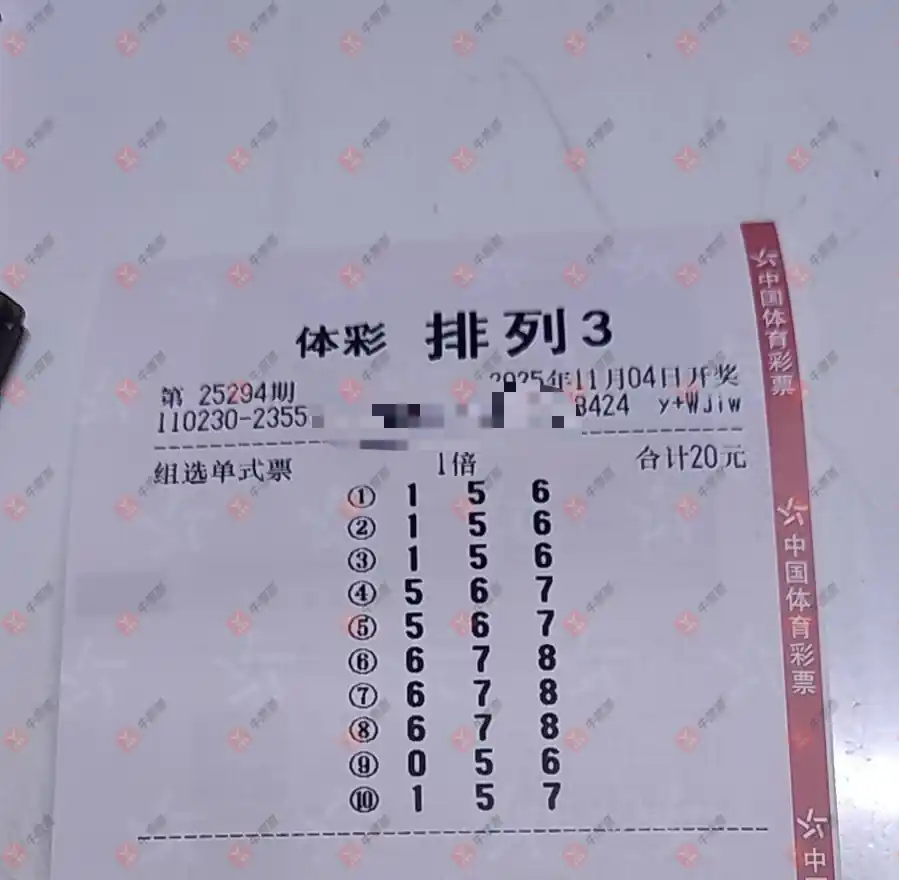 体彩 排列3
第 25294期 2025年11月04日开奖
110230-2355 B424 y+WJiw
组选单式票 1倍 合计20元
① 1 5 6
② 1 5 6
③ 1 5 6
④ 5 6 7
⑤ 5 6 7
⑥ 6 7 8
⑦ 6 7 8
⑧ 6 7 8
⑨ 0 5 6
⑩ 1 5 7
中国体育彩票
中国体育彩票
中